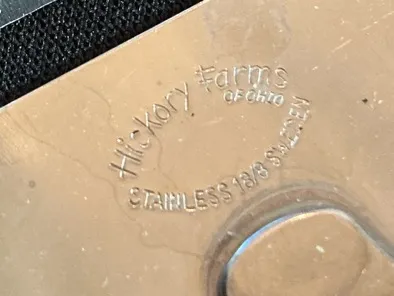 Hickory Farms
OF OHIO
STAINLESS 18/8 SWEDEN